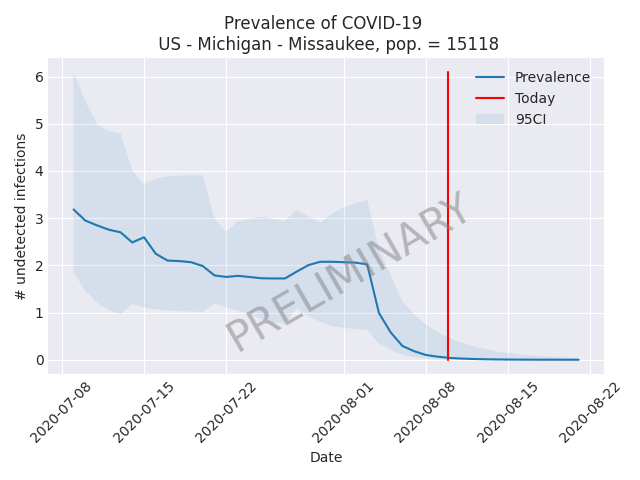 Prevalence of COVID-19
US - Michigan - Missaukee, pop. = 15118
Prevalence
Today
95CI
PRELIMINARY
# undetected infections
6
5
4
3
2
1
0
2020-07-08
2020-07-15
2020-07-22
2020-08-01
2020-08-08
2020-08-15
2020-08-22
Date